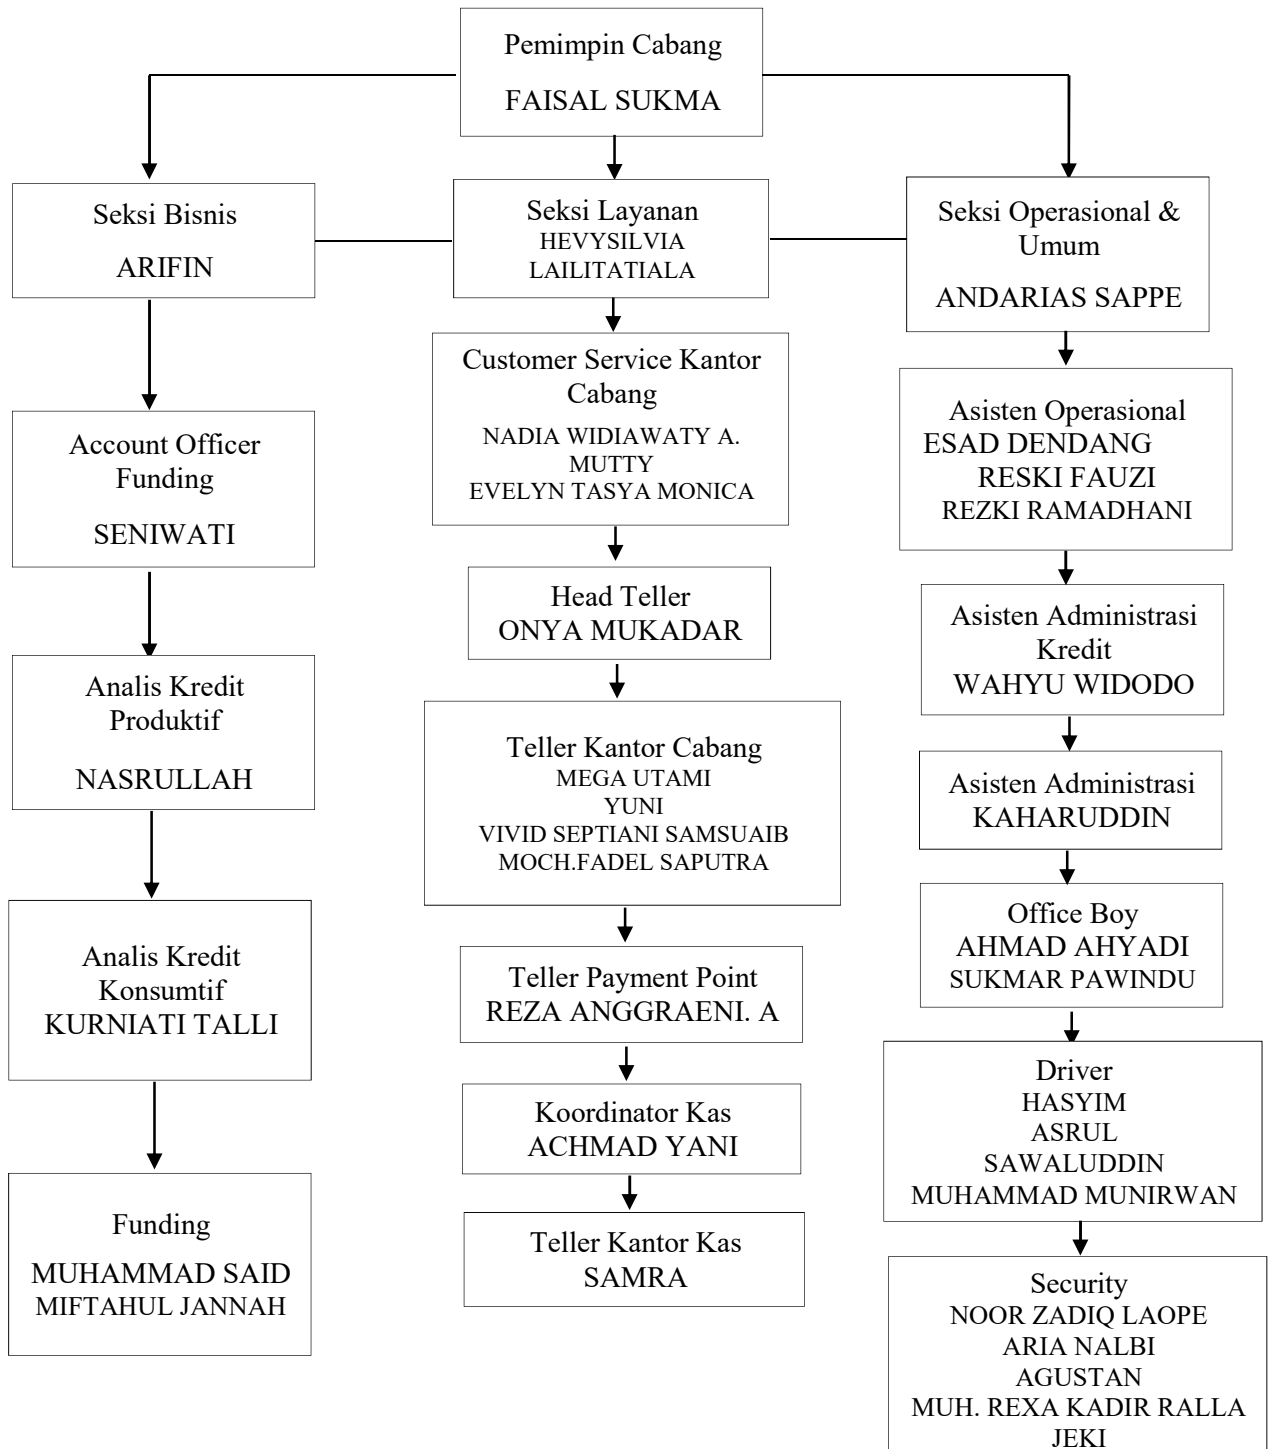 Pemimpin Cabang
FAISAL SUKMA
Seksi Bisnis
ARIFIN
Seksi Layanan
HEVYSILVIA
LAILITATIALA
Seksi Operasional &
Umum
ANDARIAS SAPPE
Account Officer
Funding
SENIWATI
Analis Kredit
Produktif
NASRULLAH
Analis Kredit
Konsumtif
KURNIATI TALLI
Funding
MUHAMMAD SAID
MIFTAHUL JANNAH
Customer Service Kantor
Cabang
NADIA WIDIAWATY A.
MUTTY
EVELYN TASYA MONICA
Head Teller
ONYA MUKADAR
Teller Kantor Cabang
MEGA UTAMI
YUNI
VIVID SEPTIANI SAMSUAIB
MOCH.FADEL SAPUTRA
Teller Payment Point
REZA ANGGRAENI. A
Koordinator Kas
ACHMAD YANI
Teller Kantor Kas
SAMRA
Asisten Operasional
ESAD DENDANG
RESKI FAUZI
REZKI RAMADHANI
Asisten Administrasi
Kredit
WAHYU WIDODO
Asisten Administrasi
KAHARUDDIN
Office Boy
AHMAD AHYADI
SUKMAR PAWINDU
Driver
HASYIM
ASRUL
SAWALUDDIN
MUHAMMAD MUNIRWAN
Security
NOOR ZADIQ LAOPE
ARIA NALBI
AGUSTAN
MUH. REXA KADIR RALLA
JEKI